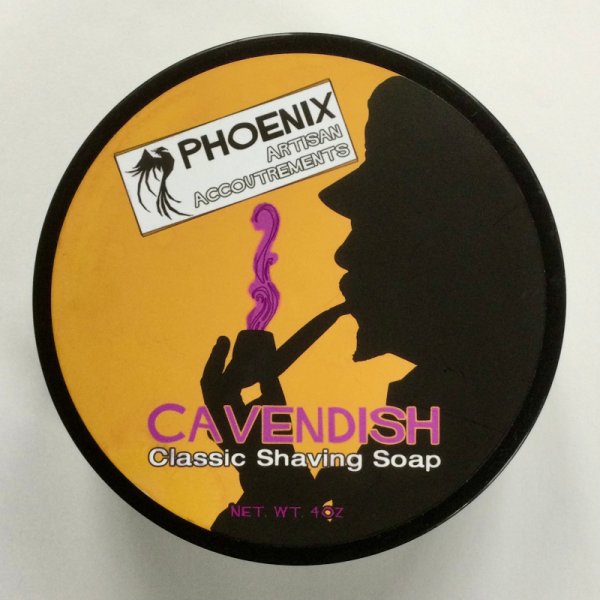 PHOENIX
ARTISAN
ACCOUTREMENTS
CAVENDISH
Classic Shaving Soap
NET. WT. 4OZ